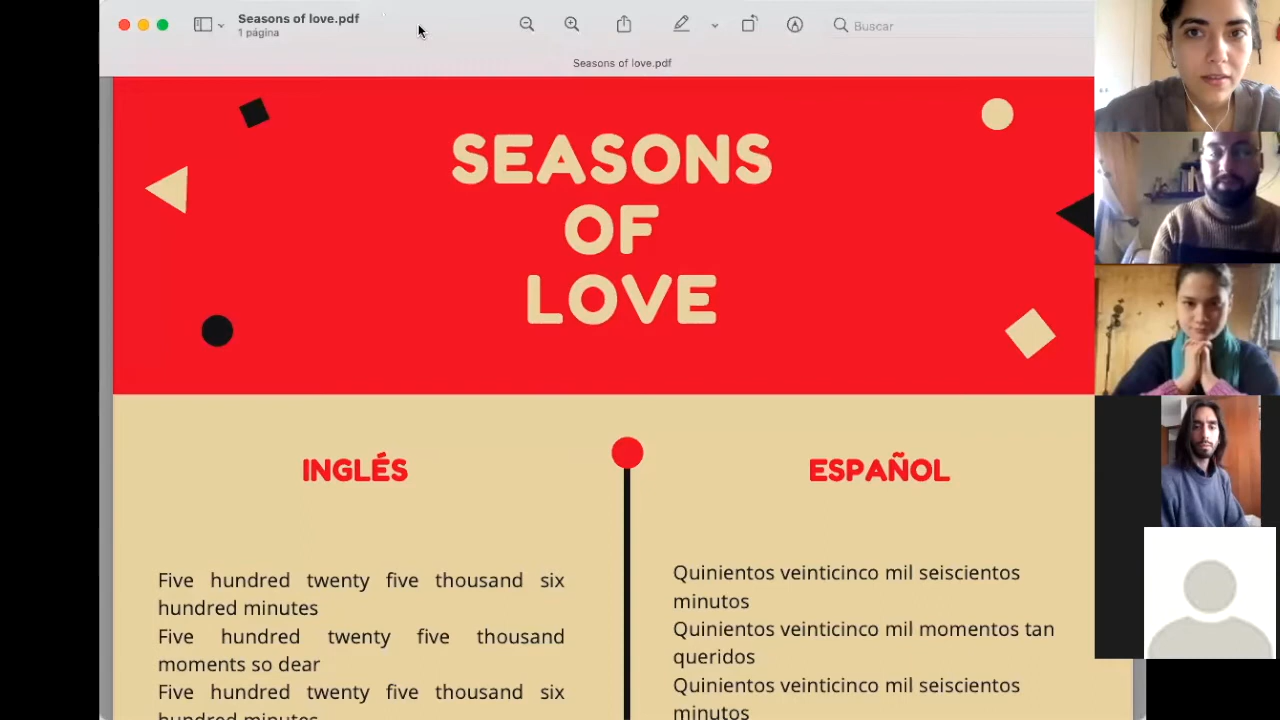 Seasons of love.pdf
1 página
Buscar
Seasons of love.pdf
SEASONS
OF
LOVE
INGLÉS
Five hundred twenty five thousand six
hundred minutes
Five hundred twenty five thousand
moments so dear
Five hundred twenty five thousand six
hundred minutes
ESPAÑOL
Quinientos veinticinco mil seiscientos
minutos
Quinientos veinticinco mil momentos tan
queridos
Quinientos veinticinco mil seiscientos
minutos